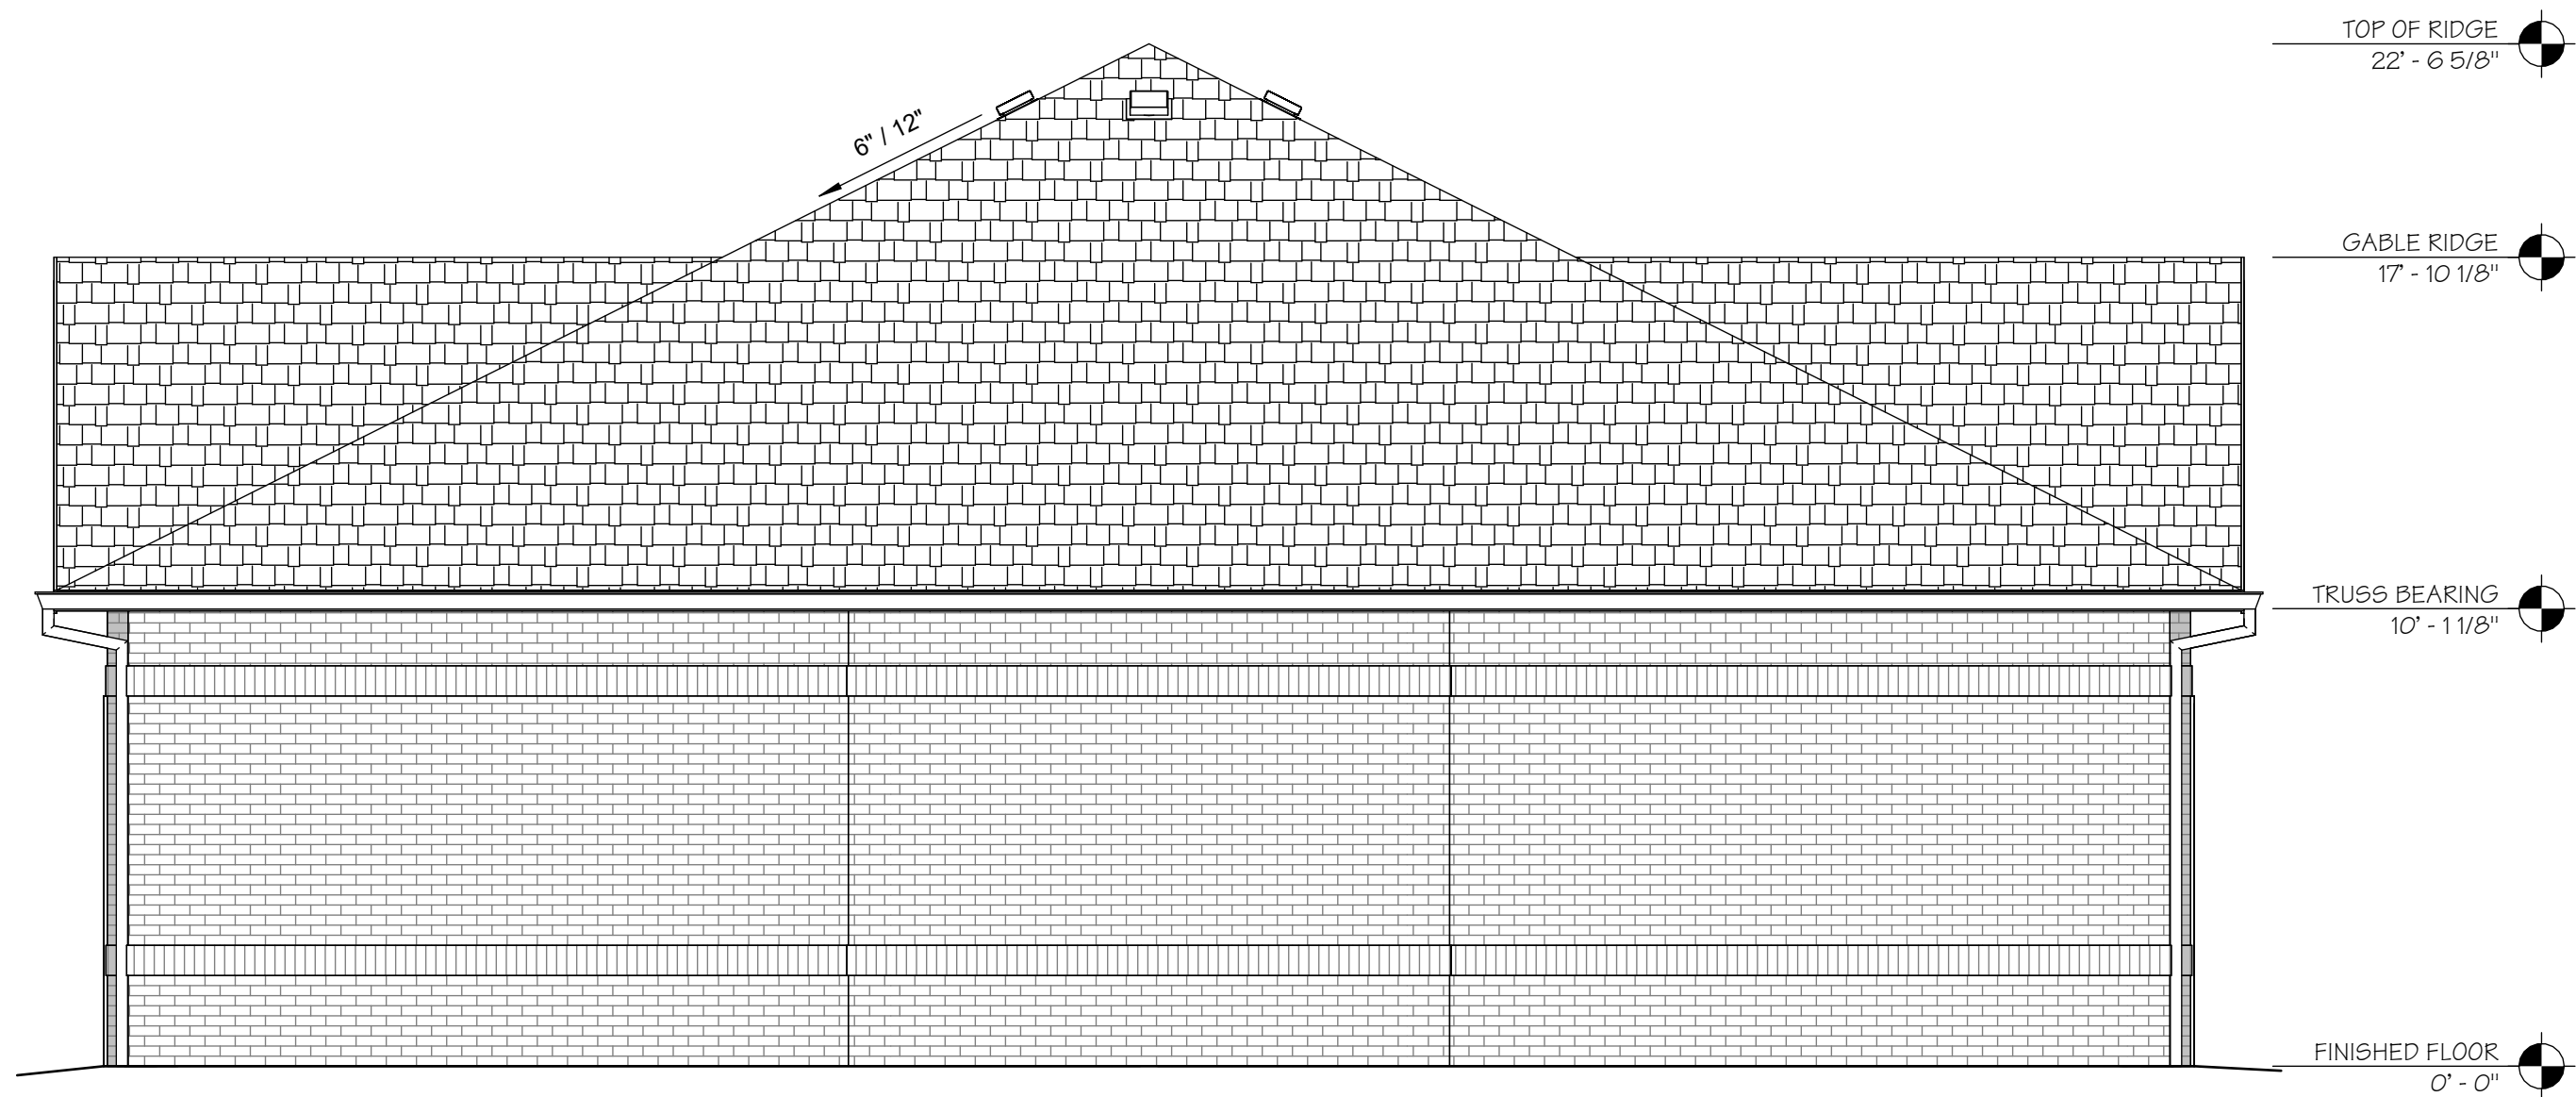 TOP OF RIDGE
22' - 6 5/8"
6" / 12"
GABLE RIDGE
17' - 10 1/8"
TRUSS BEARING
10' - 1 1/8"
FINISHED FLOOR
0' - 0"